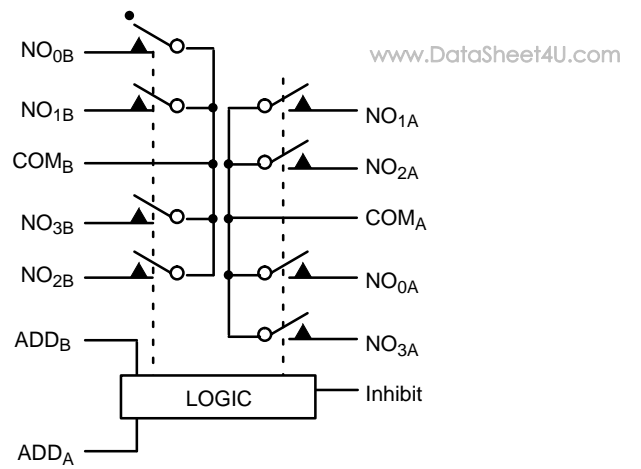 www.DataSheet4U.com
NO0B
NO1B
COMB
NO3B
NO2B
ADDB
ADDA
NO1A
NO2A
COMA
NO0A
NO3A
Inhibit
LOGIC